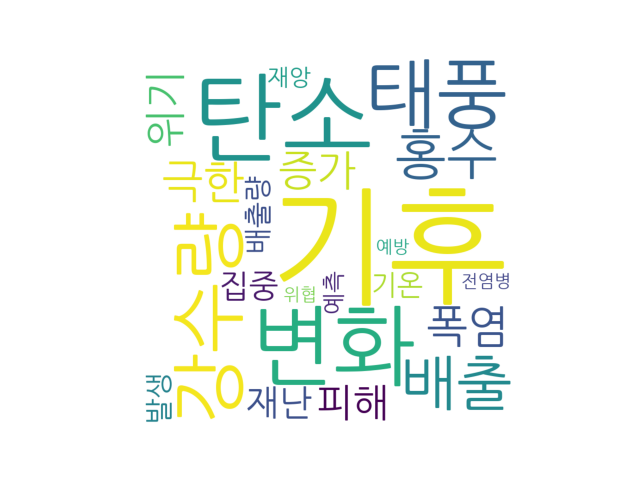 재앙
태풍
탄소
위기
홍수
증가
극한
배출량
강수량
기후
예방
예측
기온
전염병
집중
위협
변화
폭염
배출
발생
재난
피해